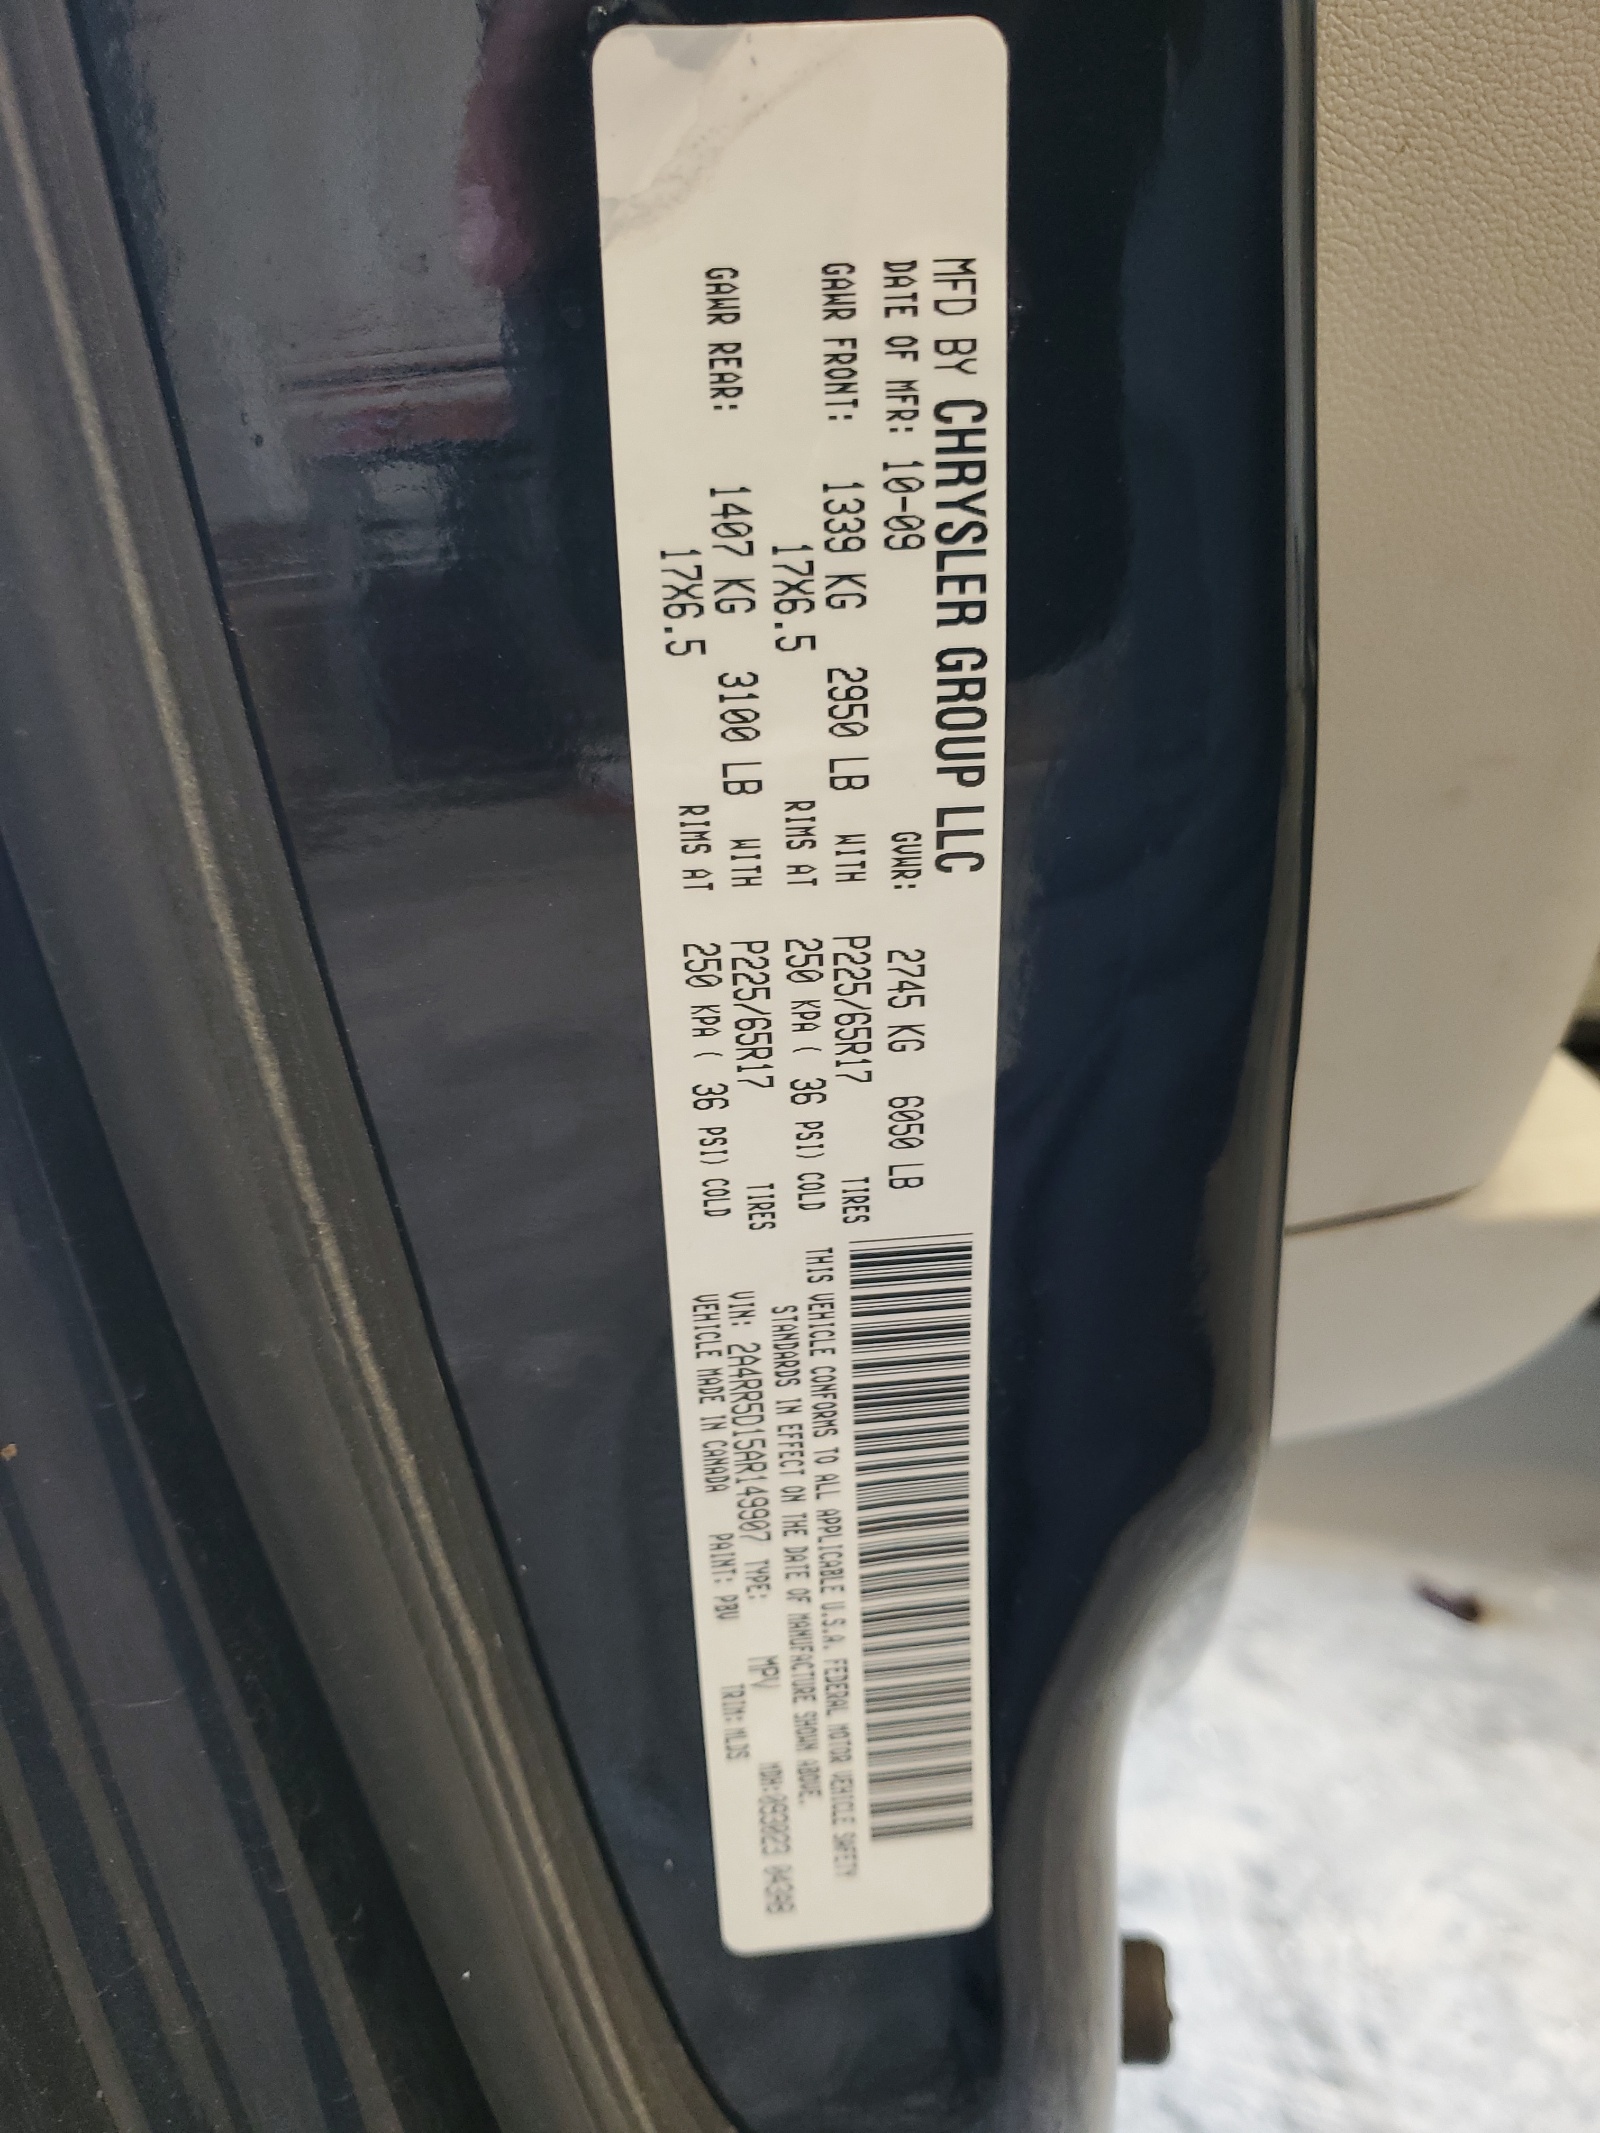 MFD BY CHRYSLER GROUP LLC
DATE OF MFR: 10-09 GVWR: 2745 KG 6050 LB
GAWR FRONT: 1339 KG 2950 LB WITH P225/65R17 TIRES
17X6.5 RIMS AT 250 KPA ( 36 PSI) COLD
GAWR REAR: 1407 KG 3100 LB WITH P225/65R17 TIRES
17X6.5 RIMS AT 250 KPA ( 36 PSI) COLD
THIS VEHICLE CONFORMS TO ALL APPLICABLE U.S.A. FEDERAL MOTOR VEHICLE SAFETY
STANDARDS IN EFFECT ON THE DATE OF MANUFACTURE SHOWN ABOVE.
VIN: 2A4RR5D15AR149907 TYPE: MPV MDH:
VEHICLE MADE IN CANADA PAINT: PBV TRIM: